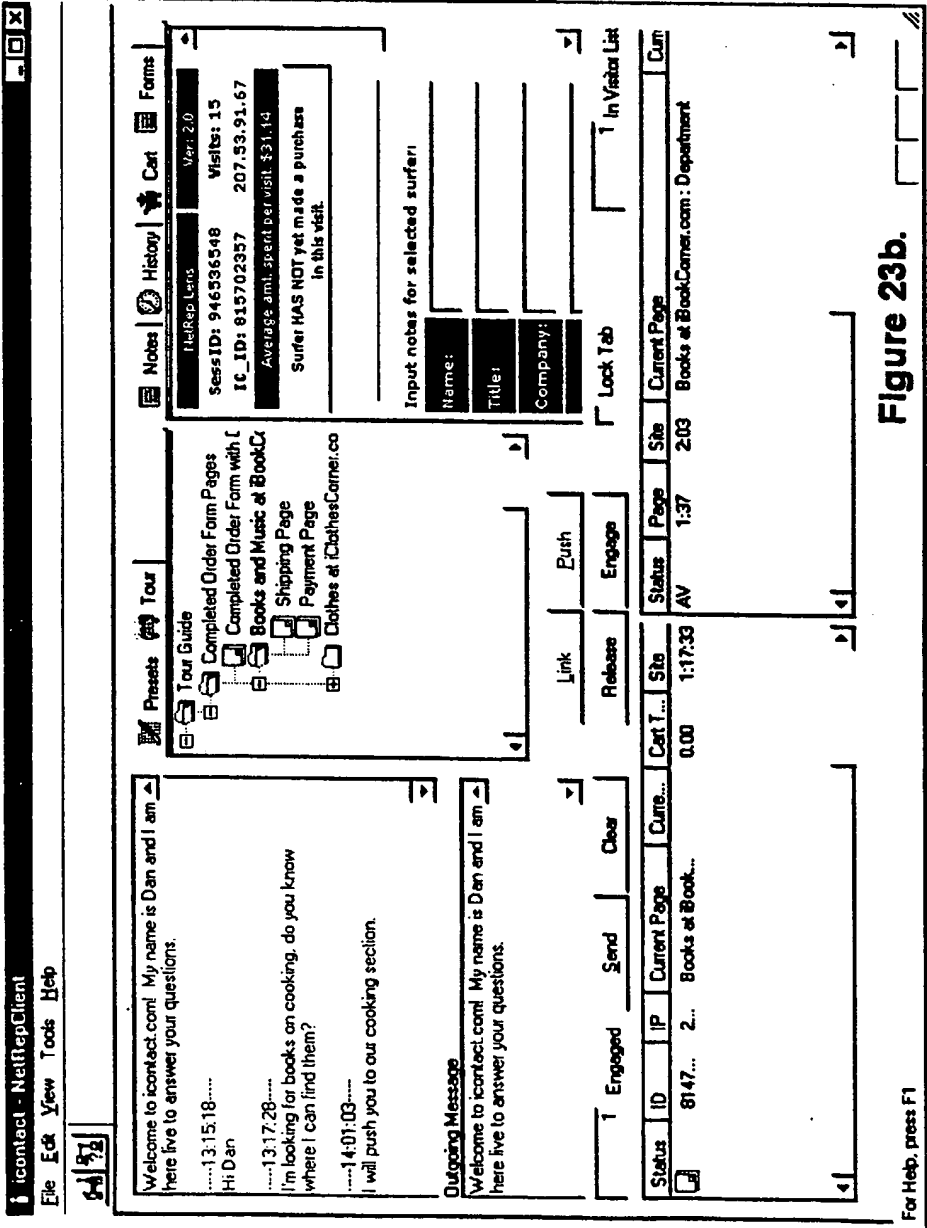 icontact - NetRepClient
File Edit View Tools Help
Welcome to icontact.com! My name is Dan and I am
here live to answer your questions.
----13:15:18----
Hi Dan
----13:17:28----
I'm looking for books on cooking, do you know
where I can find them?
----14:01:03----
I will push you to our cooking section.
Outgoing Message
Welcome to icontact.com! My name is Dan and I am
here live to answer your questions.
1 Engaged Send Clear
Presets Tour
Tour Guide
Completed Order Form Pages
Completed Order Form with [
Books and Music at iBookCo
Shipping Page
Payment Page
Clothes at iClothesCorner.co
Link Push
Release Engage
Notes History Cart Forms
NetRep Lens Ver: 2.0
SessID: 946536548 Visits: 15
IC_ID: 815702357 207.53.91.67
Average amt. spent per visit $31.14
Surfer HAS NOT yet made a purchase
in this visit.
Input notes for selected surfer:
Name:
Title:
Company:
Lock Tab 1 In Visitor List
Status ID IP Current Page Curre... Cart T... Site
8147... 2... Books at iBook... 0.00 1:17:33
Status Page Site Current Page Curr
AV 1:37 2:03 Books at iBookCorner.com : Department
For Help, press F1
Figure 23b.